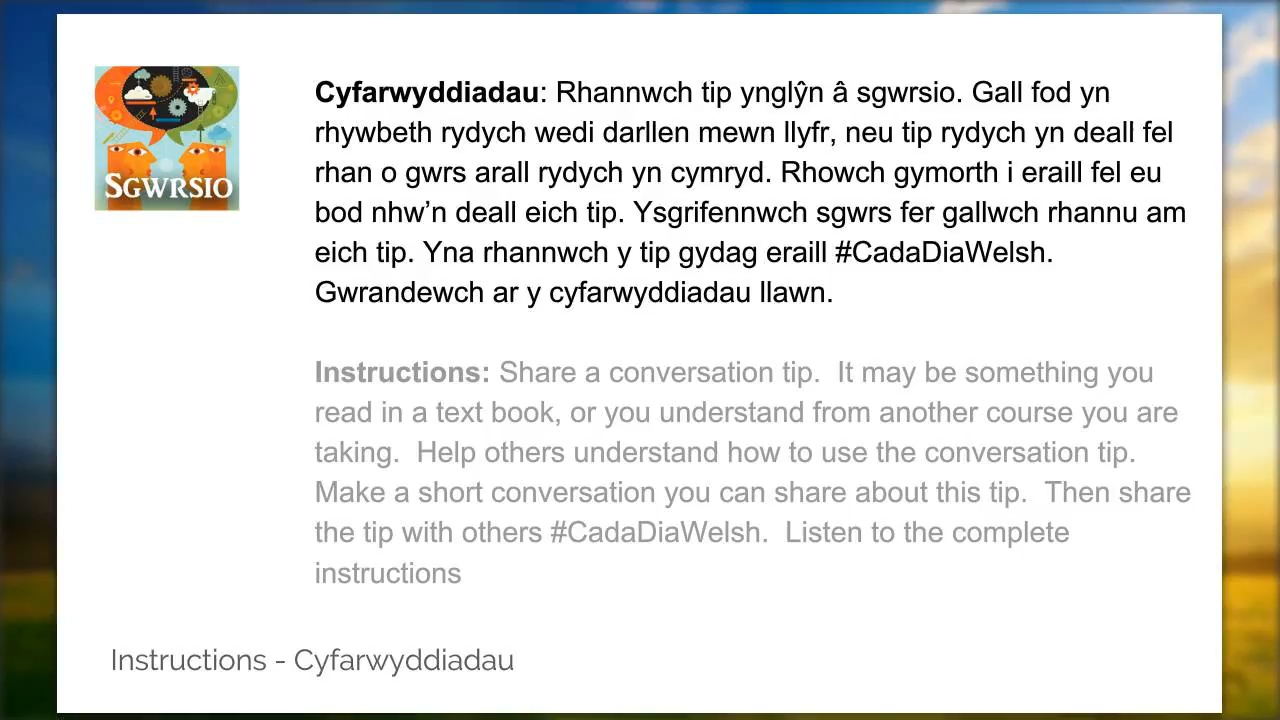 SGWRSIO
Cyfarwyddiadau: Rhannwch tip ynglŷn â sgwrsio. Gall fod yn
rhywbeth rydych wedi darllen mewn llyfr, neu tip rydych yn deall fel
rhan o gwrs arall rydych yn cymryd. Rhowch gymorth i eraill fel eu
bod nhw’n deall eich tip. Ysgrifennwch sgwrs fer gallwch rhannu am
eich tip. Yna rhannwch y tip gydag eraill #CadaDiaWelsh.
Gwrandewch ar y cyfarwyddiadau llawn.
Instructions: Share a conversation tip.  It may be something you
read in a text book, or you understand from another course you are
taking.  Help others understand how to use the conversation tip.
Make a short conversation you can share about this tip.  Then share
the tip with others #CadaDiaWelsh.  Listen to the complete
instructions
Instructions - Cyfarwyddiadau